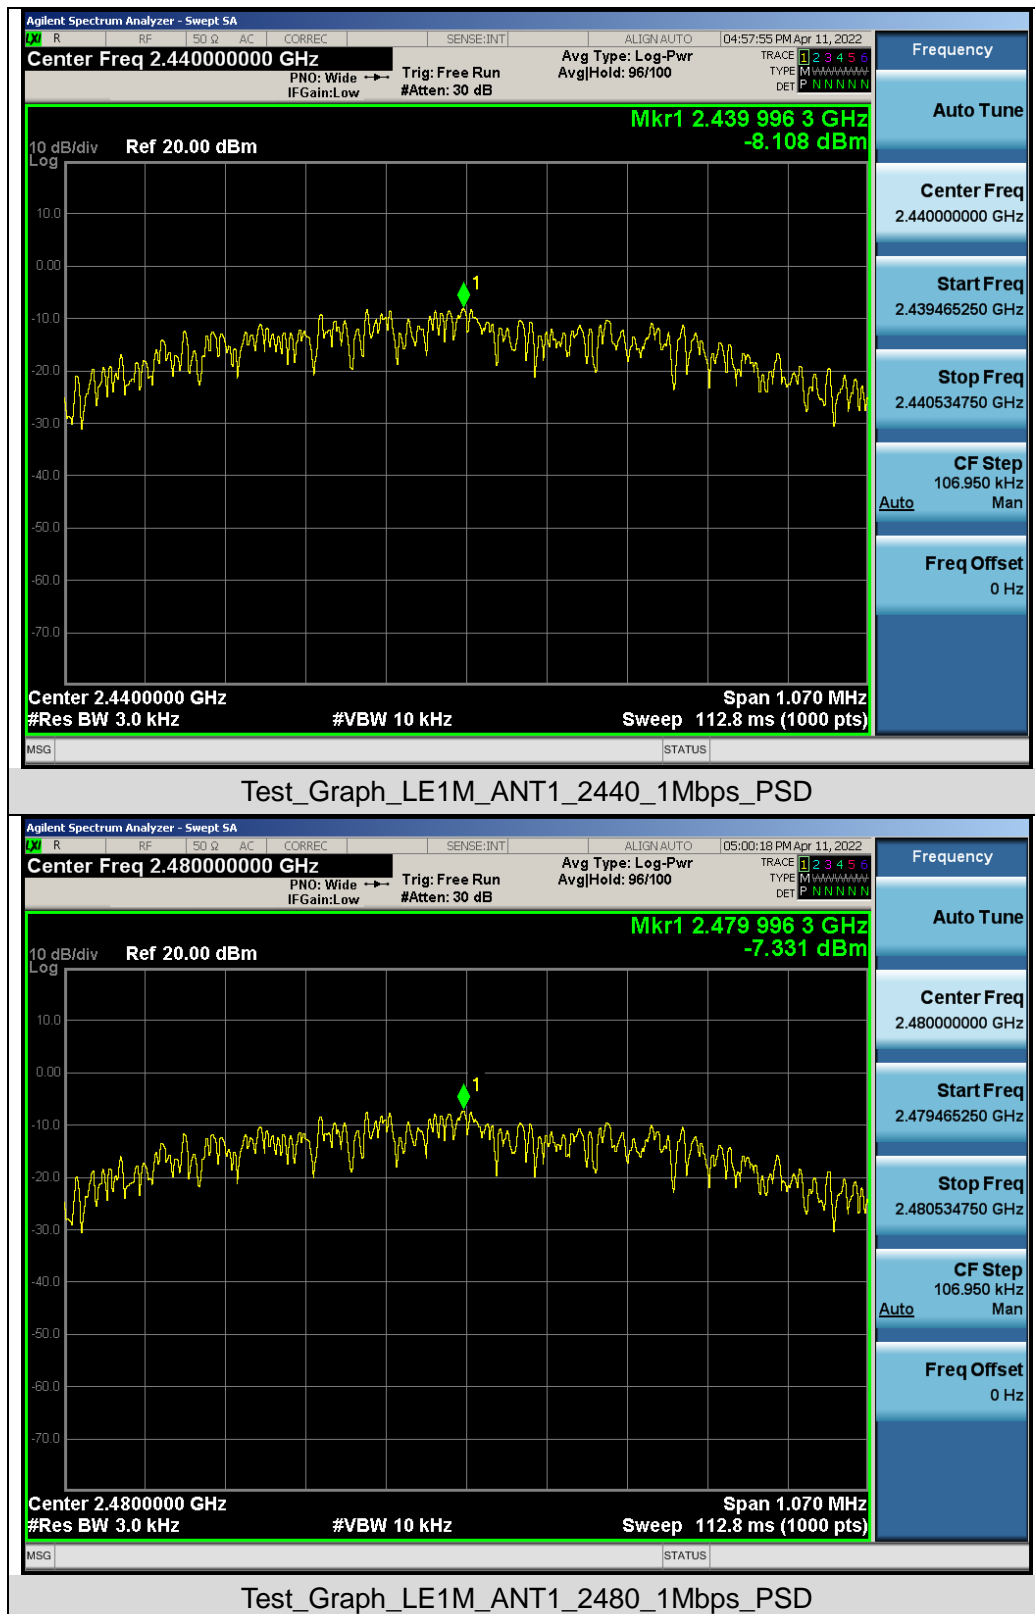 Agilent Spectrum Analyzer - Swept SA
LXI R RF 50 Ω AC CORREC SENSE:INT ALIGN AUTO 04:57:55 PM Apr 11, 2022
Center Freq 2.440000000 GHz
PNO: Wide
IFGain:Low
Trig: Free Run
#Atten: 30 dB
Avg Type: Log-Pwr
Avg|Hold: 96/100
TRACE 1 2 3 4 5 6
TYPE M
DET P N N N N N
Mkr1 2.439 996 3 GHz
-8.108 dBm
10 dB/div Ref 20.00 dBm
Log
10.0
0.00
-10.0
-20.0
-30.0
-40.0
-50.0
-60.0
-70.0
1
Center 2.4400000 GHz Span 1.070 MHz
#Res BW 3.0 kHz #VBW 10 kHz Sweep 112.8 ms (1000 pts)
MSG STATUS
Frequency
Auto Tune
Center Freq
2.440000000 GHz
Start Freq
2.439465250 GHz
Stop Freq
2.440534750 GHz
CF Step
106.950 kHz
Auto Man
Freq Offset
0 Hz
Test_Graph_LE1M_ANT1_2440_1Mbps_PSD
Agilent Spectrum Analyzer - Swept SA
LXI R RF 50 Ω AC CORREC SENSE:INT ALIGN AUTO 05:00:18 PM Apr 11, 2022
Center Freq 2.480000000 GHz
PNO: Wide
IFGain:Low
Trig: Free Run
#Atten: 30 dB
Avg Type: Log-Pwr
Avg|Hold: 96/100
TRACE 1 2 3 4 5 6
TYPE M
DET P N N N N N
Mkr1 2.479 996 3 GHz
-7.331 dBm
10 dB/div Ref 20.00 dBm
Log
10.0
0.00
-10.0
-20.0
-30.0
-40.0
-50.0
-60.0
-70.0
1
Center 2.4800000 GHz Span 1.070 MHz
#Res BW 3.0 kHz #VBW 10 kHz Sweep 112.8 ms (1000 pts)
MSG STATUS
Frequency
Auto Tune
Center Freq
2.480000000 GHz
Start Freq
2.479465250 GHz
Stop Freq
2.480534750 GHz
CF Step
106.950 kHz
Auto Man
Freq Offset
0 Hz
Test_Graph_LE1M_ANT1_2480_1Mbps_PSD